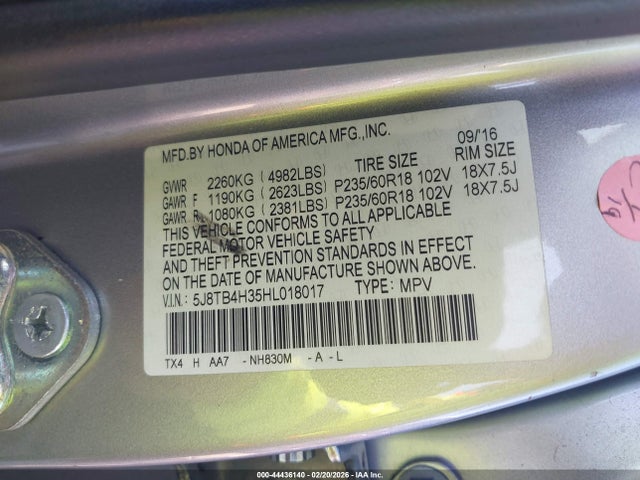 MFD.BY HONDA OF AMERICA MFG.,INC. 09/'16
TIRE SIZE RIM SIZE
GVWR 2260KG (4982LBS)
GAWR F 1190KG (2623LBS) P235/60R18 102V 18X7.5J
GAWR R 1080KG (2381LBS) P235/60R18 102V 18X7.5J
THIS VEHICLE CONFORMS TO ALL APPLICABLE
FEDERAL MOTOR VEHICLE SAFETY
AND THEFT PREVENTION STANDARDS IN EFFECT
ON THE DATE OF MANUFACTURE SHOWN ABOVE.
V.I.N.: 5J8TB4H35HL018017 TYPE: MPV
TX4 H AA7 -NH830M -A -L
000-44436140 - 02/20/2026 - IAAI.COM